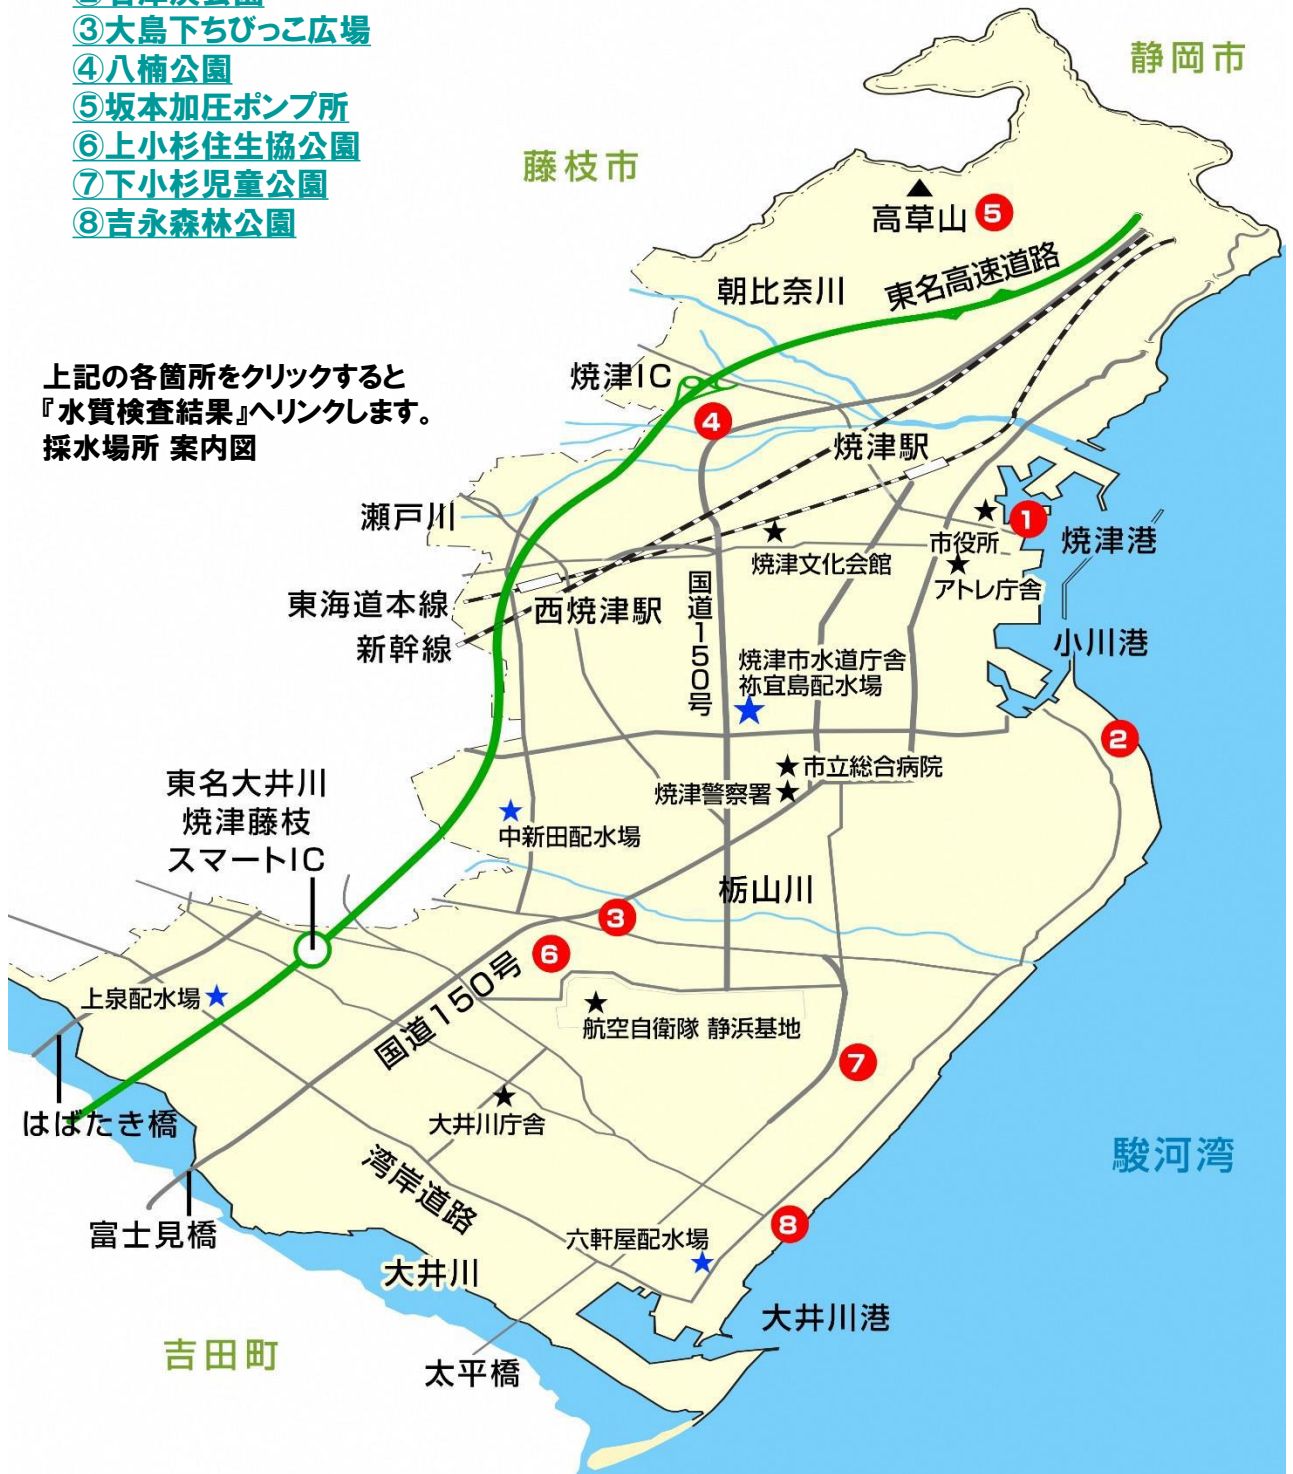 ③大島下ちびっこ広場
④八楠公園
⑤坂本加圧ポンプ所
⑥上小杉住生協公園
⑦下小杉児童公園
⑧吉永森林公園
静岡市
藤枝市
高草山
5
朝比奈川
東名高速道路
上記の各箇所をクリックすると
『水質検査結果』へリンクします。
採水場所 案内図
焼津IC
4
焼津駅
瀬戸川
1
市役所
焼津港
焼津文化会館
アトレ庁舎
東海道本線
西焼津駅
国道150号
新幹線
小川港
焼津市水道庁舎
祢宜島配水場
2
市立総合病院
焼津警察署
東名大井川
焼津藤枝
スマートIC
中新田配水場
栃山川
3
6
国道150号
上泉配水場
航空自衛隊 静浜基地
7
はばたき橋
大井川庁舎
駿河湾
湾岸道路
富士見橋
8
六軒屋配水場
大井川
大井川港
吉田町
太平橋